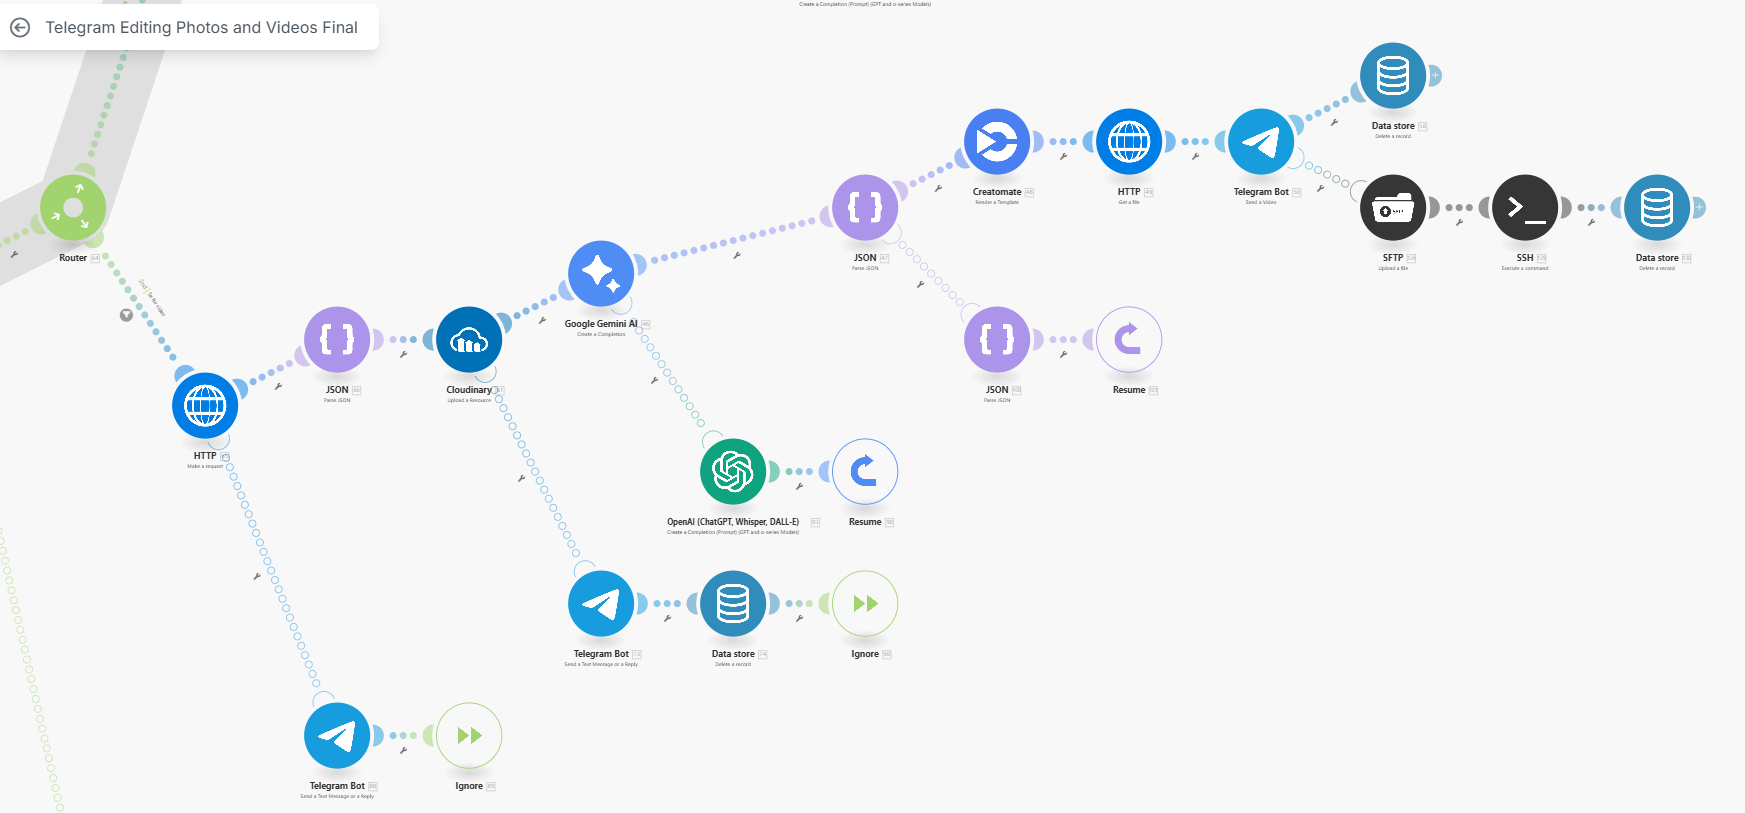 Create a Completion (Prompt) (GPT and o-series Models)
Telegram Editing Photos and Videos Final
Data store
Delete a record
Creatomate
Render a Template
HTTP
Get a file
Telegram Bot
Send a Video
SFTP
Upload a file
SSH
Execute a command
Data store
Delete a record
Router
JSON
Parse JSON
Google Gemini AI
Create a Completion
JSON
Parse JSON
Cloudinary
Upload a Resource
JSON
Parse JSON
Resume
HTTP
Make a request
OpenAI (ChatGPT, Whisper, DALL-E)
Create a Completion (Prompt) (GPT and o-series Models)
Resume
Telegram Bot
Send a Text Message or a Reply
Data store
Delete a record
Ignore
Telegram Bot
Send a Text Message or a Reply
Ignore